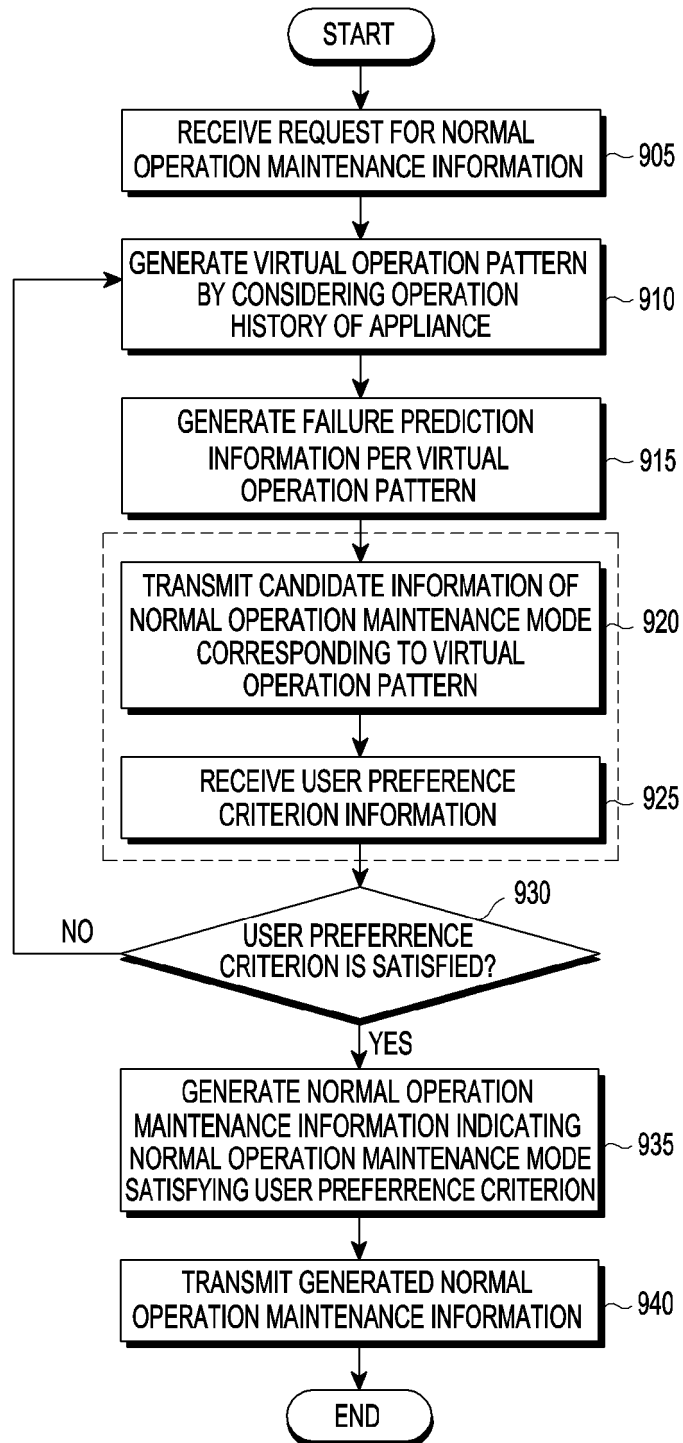 START
RECEIVE REQUEST FOR NORMAL
OPERATION MAINTENANCE INFORMATION
905
GENERATE VIRTUAL OPERATION PATTERN
BY CONSIDERING OPERATION
HISTORY OF APPLIANCE
910
GENERATE FAILURE PREDICTION
INFORMATION PER VIRTUAL
OPERATION PATTERN
915
TRANSMIT CANDIDATE INFORMATION OF
NORMAL OPERATION MAINTENANCE MODE
CORRESPONDING TO VIRTUAL
OPERATION PATTERN
920
RECEIVE USER PREFERENCE
CRITERION INFORMATION
925
930
NO
USER PREFERRENCE
CRITERION IS SATISFIED?
YES
GENERATE NORMAL OPERATION
MAINTENANCE INFORMATION INDICATING
NORMAL OPERATION MAINTENANCE MODE
SATISFYING USER PREFERRENCE CRITERION
935
TRANSMIT GENERATED NORMAL
OPERATION MAINTENANCE INFORMATION
940
END